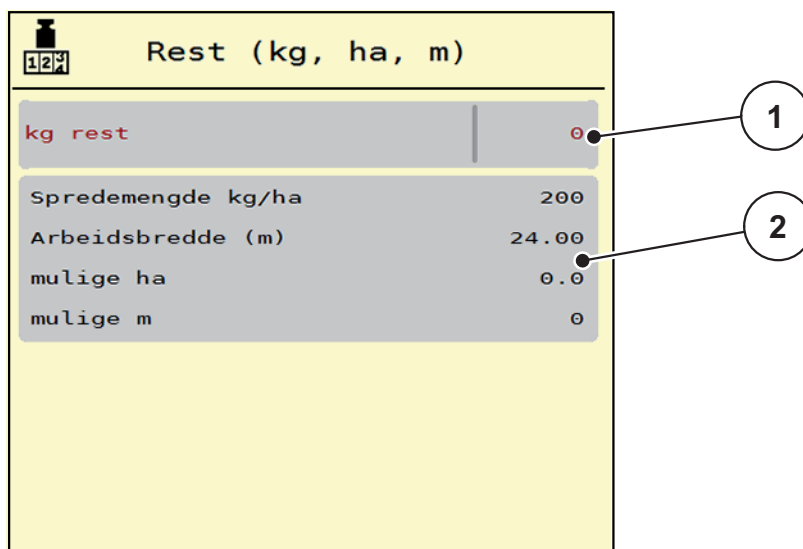 123 Rest (kg, ha, m)
kg rest 0
1
Spredemengde kg/ha 200
Arbeidsbredde (m) 24.00
2
mulige ha 0.0
mulige m 0